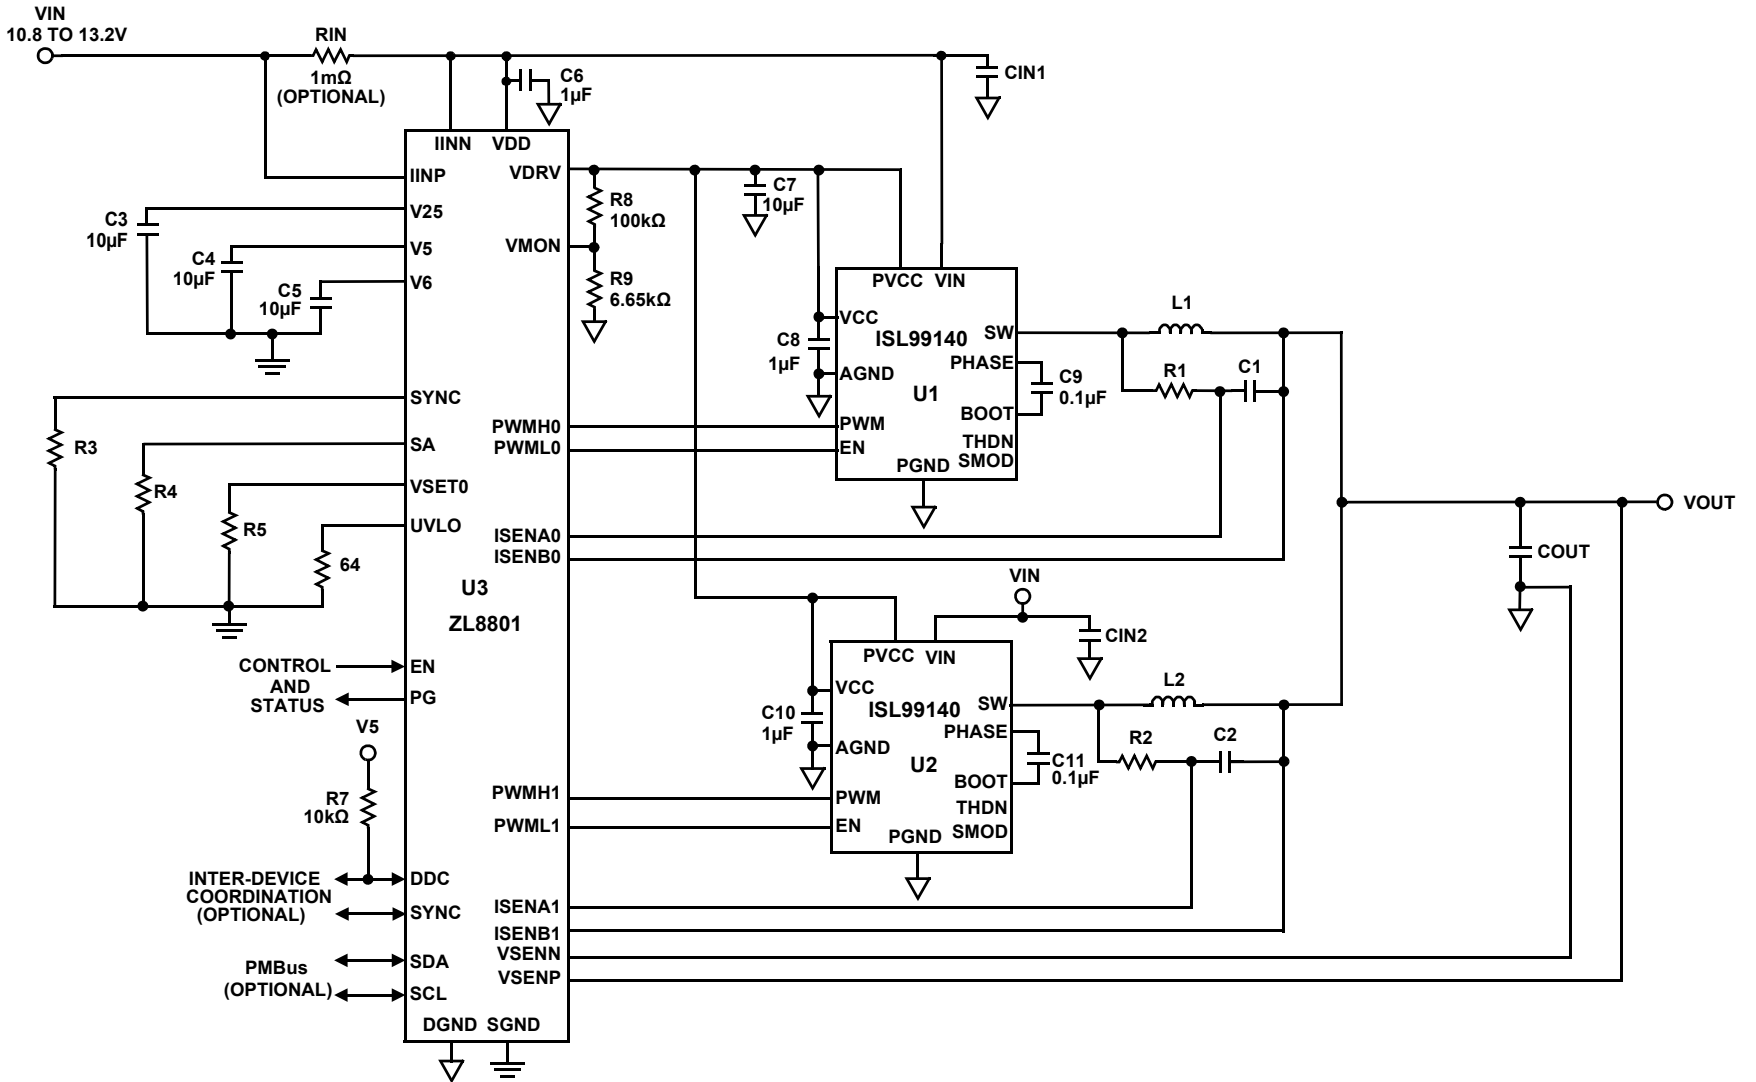 VIN
10.8 TO 13.2V
RIN
1mΩ
(OPTIONAL)
C6
1µF
CIN1
IINN
VDD
IINP
V25
V5
V6
C3
10µF
C4
10µF
C5
10µF
VDRV
VMON
R8
100kΩ
R9
6.65kΩ
C7
10µF
PVCC
VIN
VCC
ISL99140
SW
PHASE
AGND
U1
BOOT
PWM
EN
THDN
SMOD
PGND
C8
1µF
C9
0.1µF
L1
R1
C1
SYNC
SA
VSET0
UVLO
R3
R4
R5
64
PWMH0
PWML0
ISENA0
ISENB0
U3
ZL8801
VOUT
COUT
VIN
CIN2
PVCC
VIN
VCC
ISL99140
SW
PHASE
AGND
U2
BOOT
PWM
EN
THDN
SMOD
PGND
C10
1µF
C11
0.1µF
L2
R2
C2
CONTROL
AND
STATUS
EN
PG
V5
R7
10kΩ
PWMH1
PWML1
INTER-DEVICE
COORDINATION
(OPTIONAL)
DDC
SYNC
PMBus
(OPTIONAL)
SDA
SCL
ISENA1
ISENB1
VSENN
VSENP
DGND
SGND